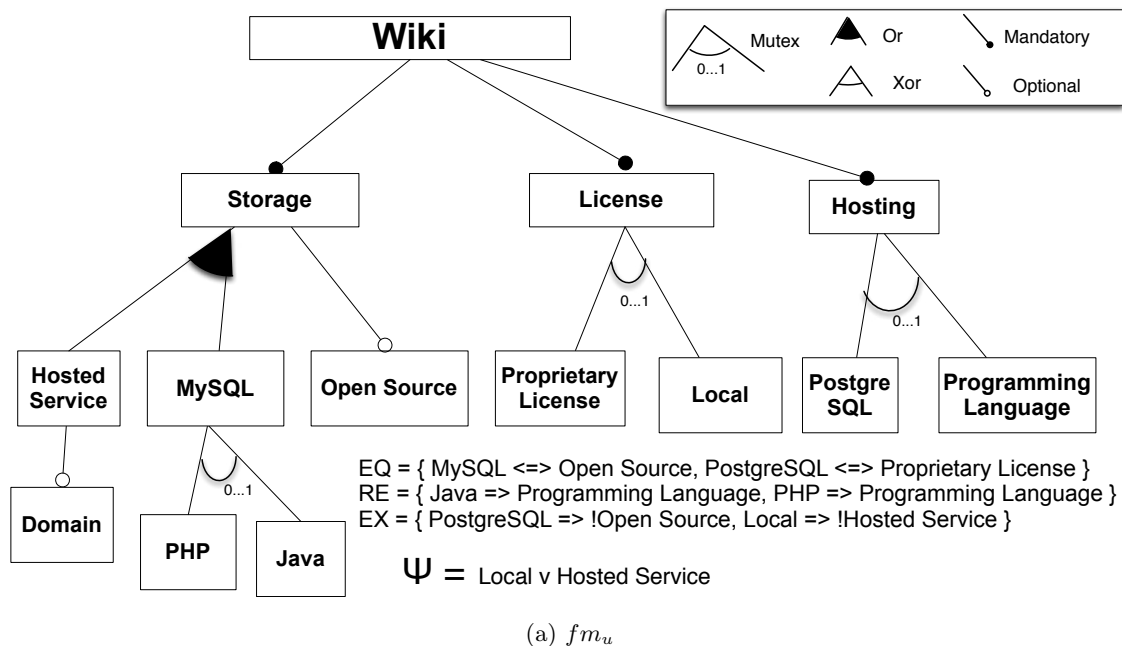 Wiki
Mutex
0...1
Or
Xor
Mandatory
Optional
Storage
License
Hosting
0...1
0...1
Hosted
Service
MySQL
Open Source
Proprietary
License
Local
Postgre
SQL
Programming
Language
0...1
Domain
PHP
Java
EQ = { MySQL <=> Open Source, PostgreSQL <=> Proprietary License }
RE = { Java => Programming Language, PHP => Programming Language }
EX = { PostgreSQL => !Open Source, Local => !Hosted Service }
Ψ = Local v Hosted Service
(a) fm_u